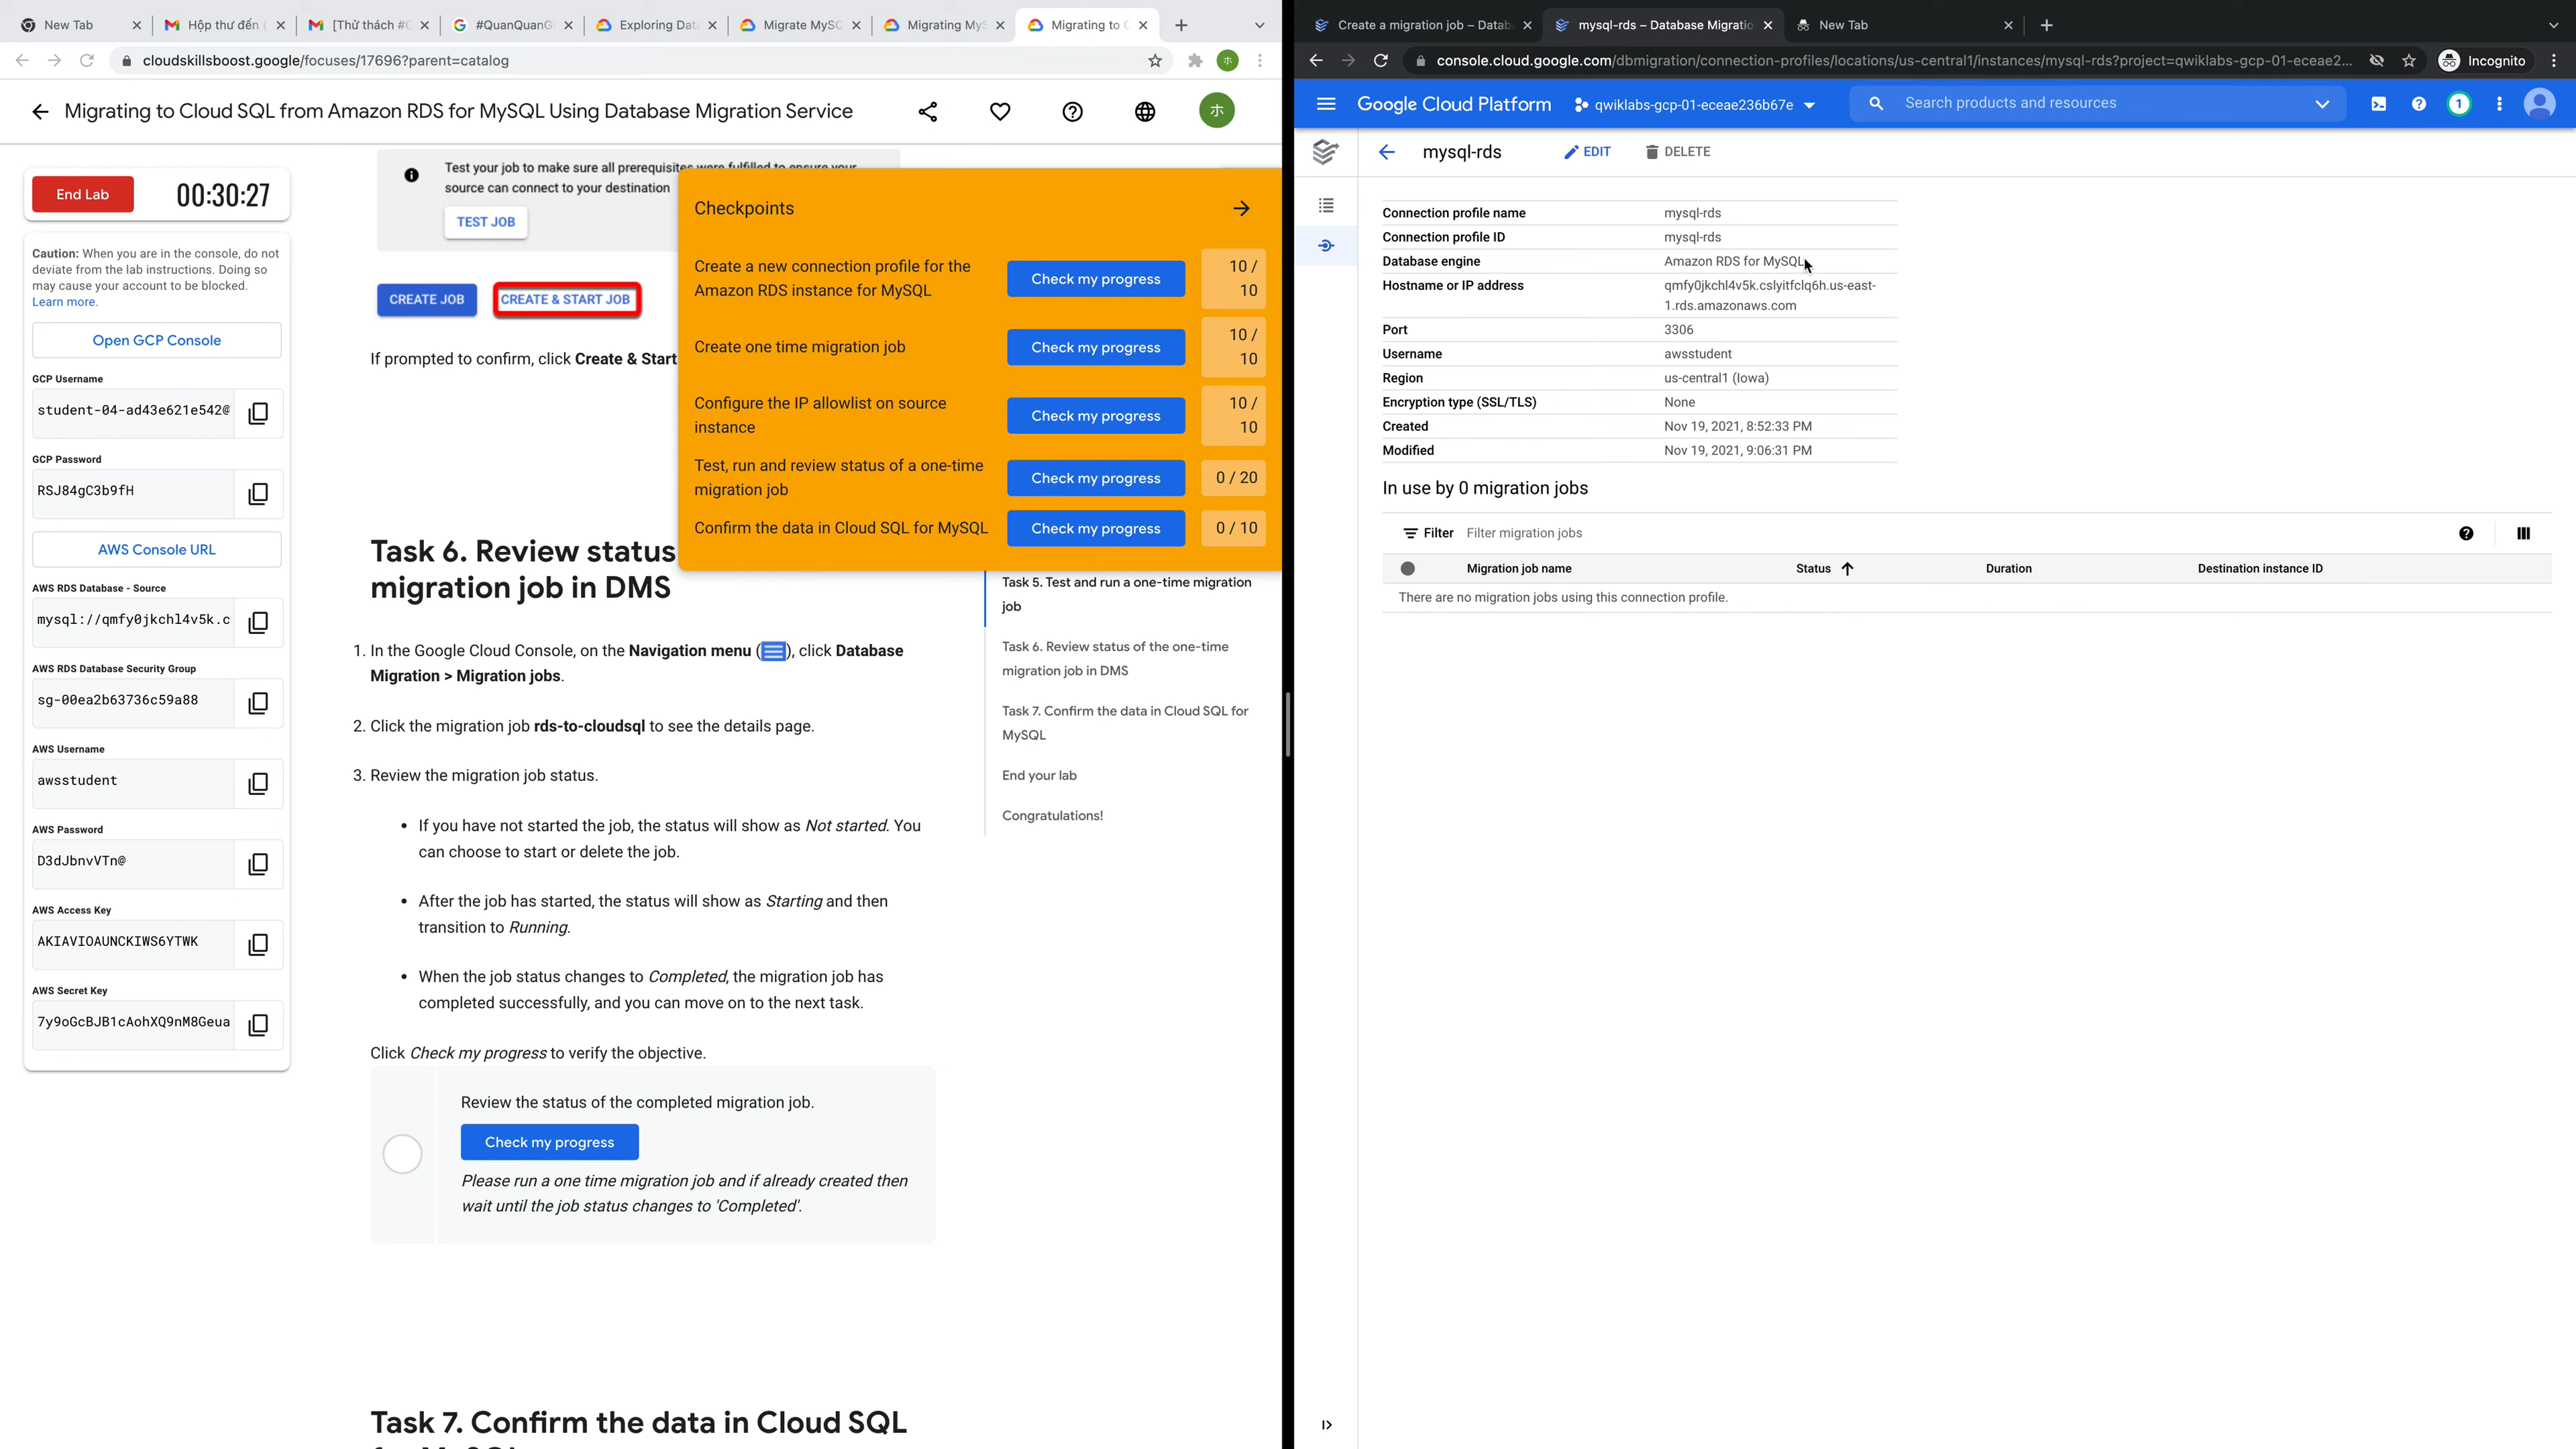 New Tab
Hộp thư đến (
[Thử thách #C
#QuanQuanG
Exploring Data
Migrate MySQ
Migrating MyS
Migrating to C
cloudskillsboost.google/focuses/17696?parent=catalog
Migrating to Cloud SQL from Amazon RDS for MySQL Using Database Migration Service
ホ
End Lab
00:30:27
Caution: When you are in the console, do not
deviate from the lab instructions. Doing so
may cause your account to be blocked.
Learn more.
Open GCP Console
GCP Username
student-04-ad43e621e542@
GCP Password
RSJ84gC3b9fH
AWS Console URL
AWS RDS Database - Source
mysql://qmfy0jkchl4v5k.c
AWS RDS Database Security Group
sg-00ea2b63736c59a88
AWS Username
awsstudent
AWS Password
D3dJbnvVTn@
AWS Access Key
AKIAVIOAUNCKIWS6YTWK
AWS Secret Key
7y9oGcBJB1cAohXQ9nM8Geua
Test your job to make sure all prerequisites were fulfilled to ensure your
source can connect to your destination
TEST JOB
CREATE JOB
CREATE & START JOB
If prompted to confirm, click Create & Start
Checkpoints
Create a new connection profile for the
Amazon RDS instance for MySQL
Check my progress
10 /
10
Create one time migration job
Check my progress
10 /
10
Configure the IP allowlist on source
instance
Check my progress
10 /
10
Test, run and review status of a one-time
migration job
Check my progress
0 / 20
Confirm the data in Cloud SQL for MySQL
Check my progress
0 / 10
Task 6. Review status
migration job in DMS
1. In the Google Cloud Console, on the Navigation menu ( ), click Database
Migration > Migration jobs.
2. Click the migration job rds-to-cloudsql to see the details page.
3. Review the migration job status.
• If you have not started the job, the status will show as Not started. You
can choose to start or delete the job.
• After the job has started, the status will show as Starting and then
transition to Running.
• When the job status changes to Completed, the migration job has
completed successfully, and you can move on to the next task.
Click Check my progress to verify the objective.
Review the status of the completed migration job.
Check my progress
Please run a one time migration job and if already created then
wait until the job status changes to 'Completed'.
Task 7. Confirm the data in Cloud SQL
Task 5. Test and run a one-time migration
job
Task 6. Review status of the one-time
migration job in DMS
Task 7. Confirm the data in Cloud SQL for
MySQL
End your lab
Congratulations!
Create a migration job – Datab
mysql-rds – Database Migratio
New Tab
console.cloud.google.com/dbmigration/connection-profiles/locations/us-central1/instances/mysql-rds?project=qwiklabs-gcp-01-eceae2...
Incognito
Google Cloud Platform
qwiklabs-gcp-01-eceae236b67e
Search products and resources
1
mysql-rds
EDIT
DELETE
Connection profile name mysql-rds
Connection profile ID mysql-rds
Database engine Amazon RDS for MySQL
Hostname or IP address qmfy0jkchl4v5k.cslyitfclq6h.us-east-
1.rds.amazonaws.com
Port 3306
Username awsstudent
Region us-central1 (Iowa)
Encryption type (SSL/TLS) None
Created Nov 19, 2021, 8:52:33 PM
Modified Nov 19, 2021, 9:06:31 PM
In use by 0 migration jobs
Filter Filter migration jobs
Migration job name Status Duration Destination instance ID
There are no migration jobs using this connection profile.